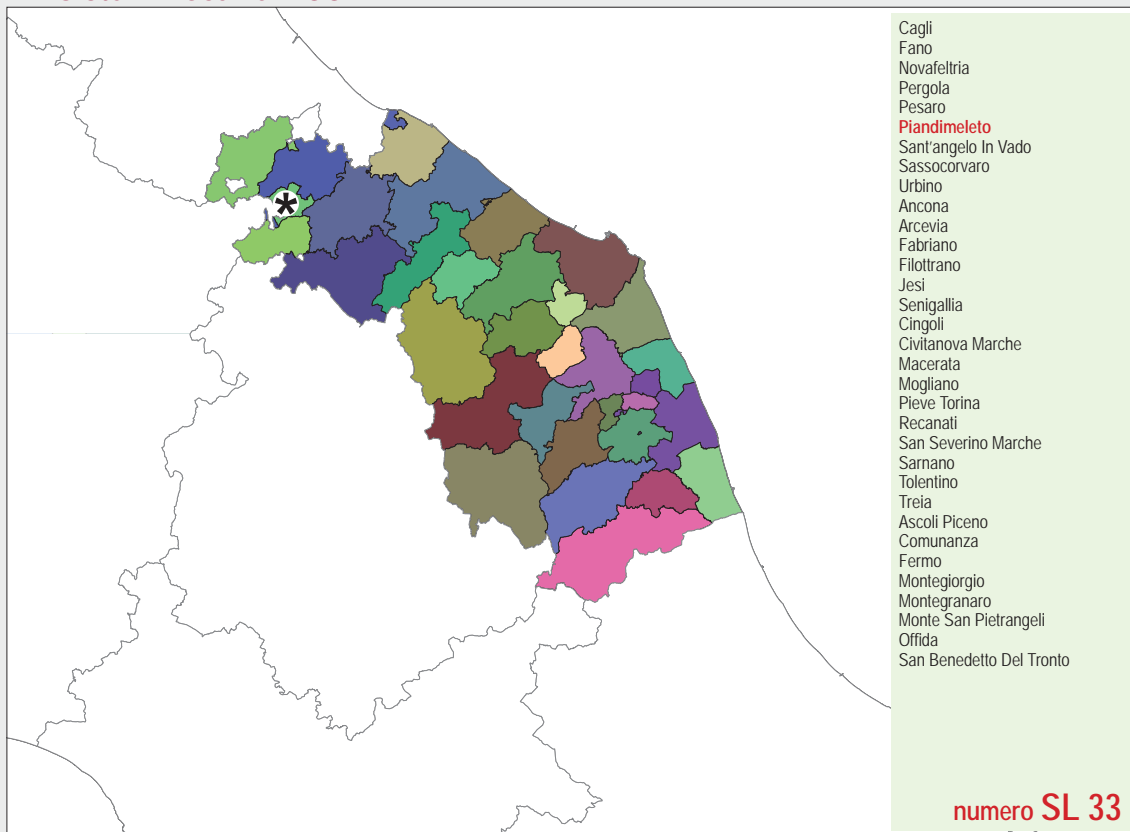 Cagli
Fano
Novafeltria
Pergola
Pesaro
Piandimeleto
Sant'angelo In Vado
Sassocorvaro
Urbino
Ancona
Arcevia
Fabriano
Filottrano
Jesi
Senigallia
Cingoli
Civitanova Marche
Macerata
Mogliano
Pieve Torina
Recanati
San Severino Marche
Sarnano
Tolentino
Treia
Ascoli Piceno
Comunanza
Fermo
Montegiorgio
Montegranaro
Monte San Pietrangeli
Offida
San Benedetto Del Tronto
*
numero SL 33